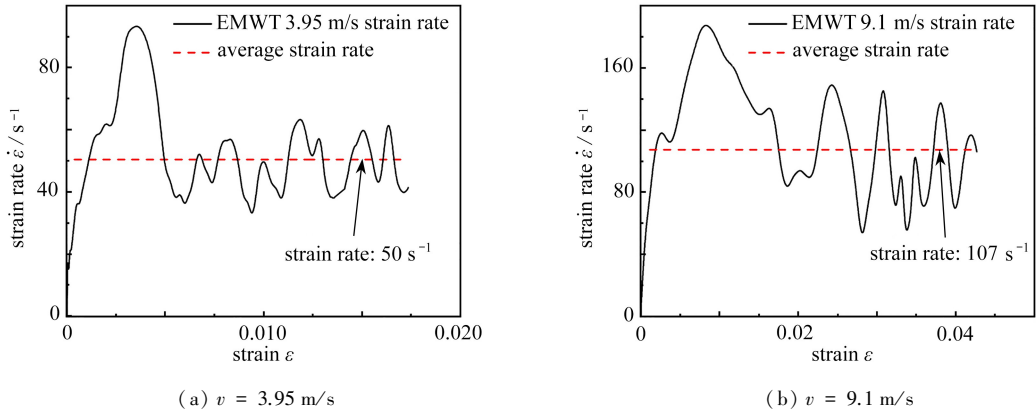 EMWT 3.95 m/s strain rate
average strain rate
80
40
0
strain rate ε̇ / s⁻¹
strain rate: 50 s⁻¹
0 0.010 0.020
strain ε
(a) v = 3.95 m/s
EMWT 9.1 m/s strain rate
average strain rate
160
80
0
strain rate ε̇ / s⁻¹
strain rate: 107 s⁻¹
0 0.02 0.04
strain ε
(b) v = 9.1 m/s